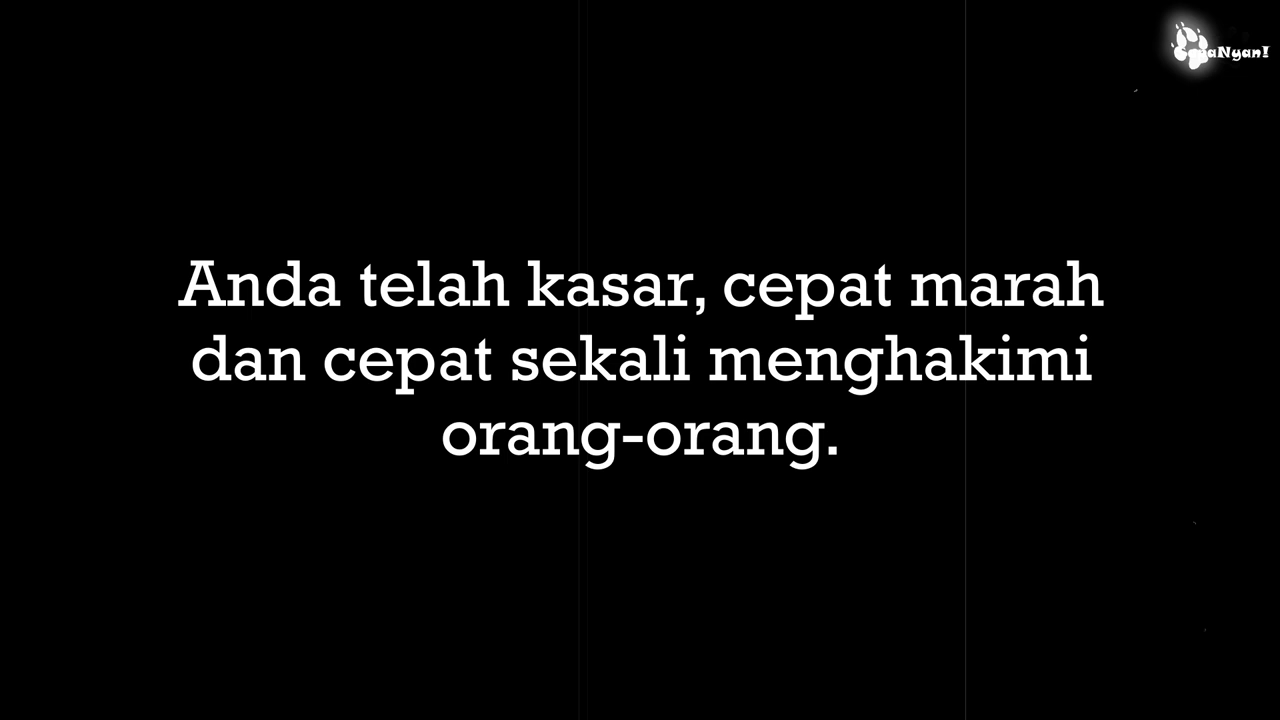 Anda telah kasar, cepat marah
dan cepat sekali menghakimi
orang-orang.